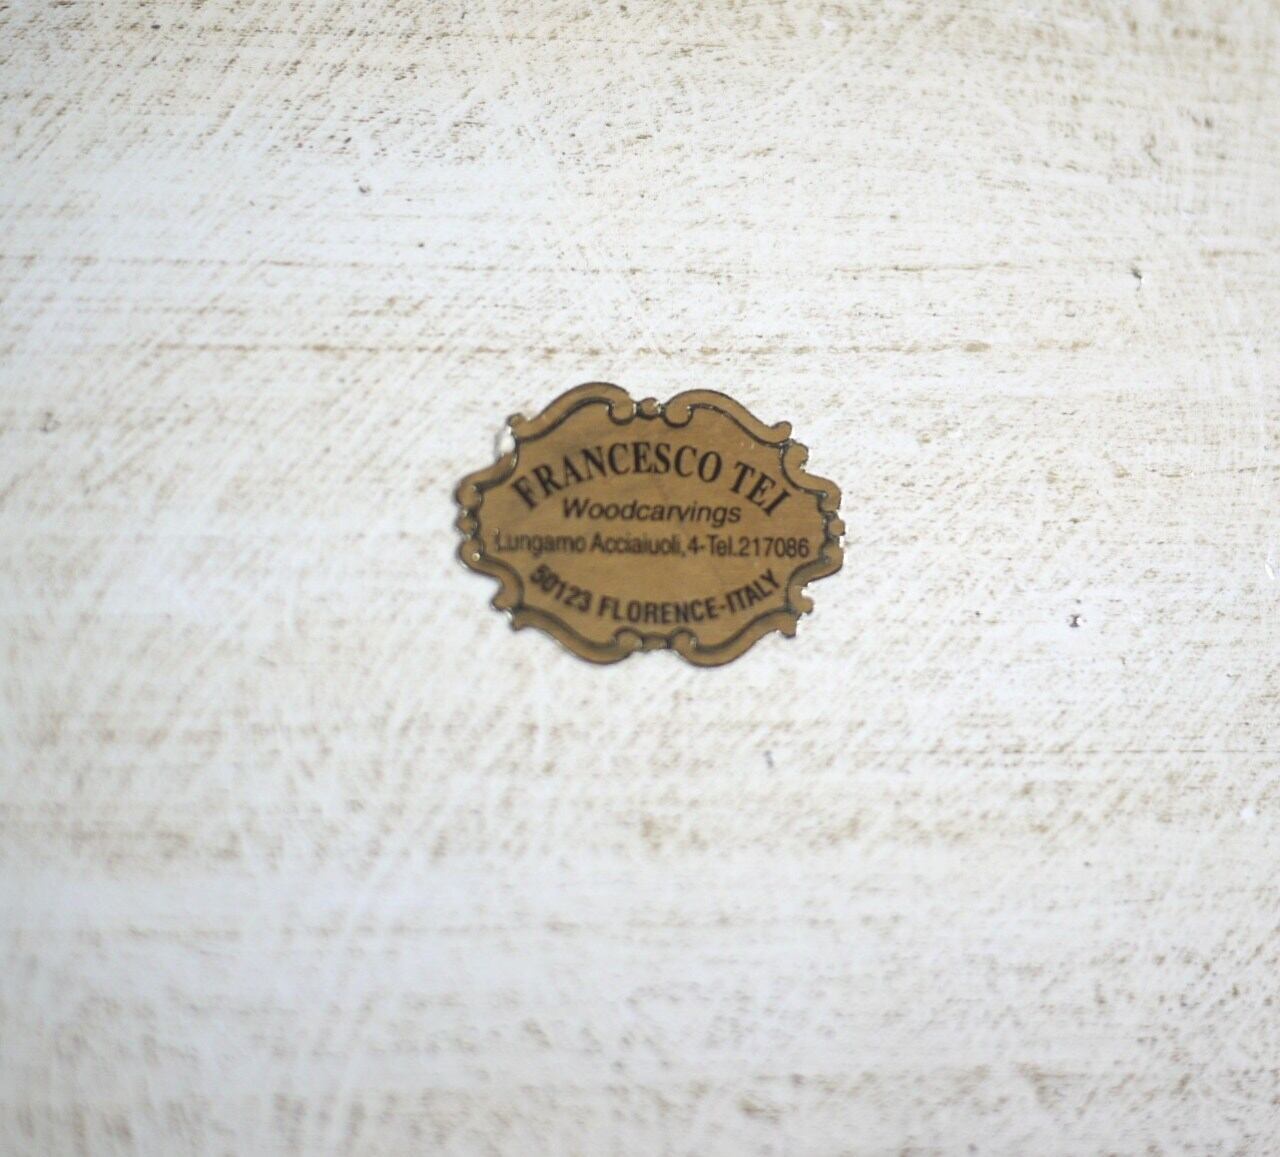 FRANCESCO TEI
Woodcarvings
Lungarno Acciaiuoli, 4-Tel.217086
50123 FLORENCE-ITALY